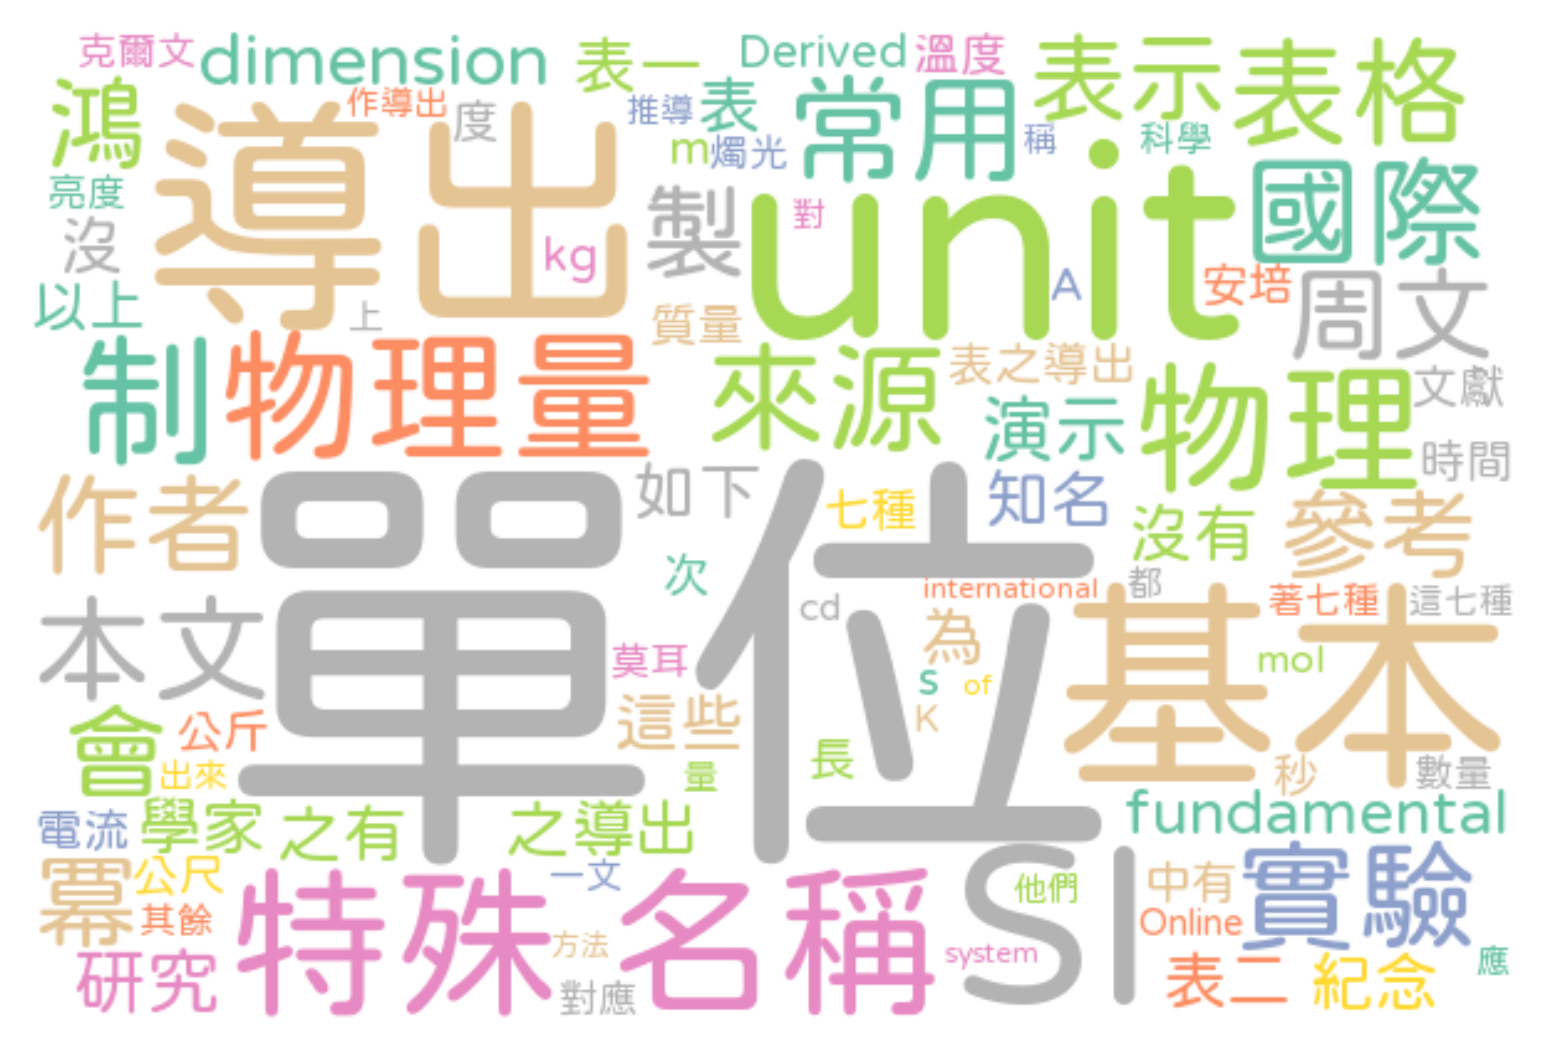 克爾文 dimension 表一 Derived 溫度 表示 表格
鴻 作導出 度 推導 表 常用 稱 科學
導出 m 燭光 unit 國際
亮度 製 對
沒 kg A 安培 周文
以上 上 質量
制 物理量 來源 表之導出 物理 文獻
演示 時間
作者 單位 如下 七種 知名 沒有 參考
次 international 都 著七種 這七種
本文 cd 為 基本
莫耳 s of mol
這些 K
會 公斤 長
出來 量 秒 數量
電流 學家 之有 之導出 fundamental
冪 公尺 一文 SI 他們 中有 實驗
其餘 特殊名稱 Online
研究 方法 system 應
對應 表二 紀念